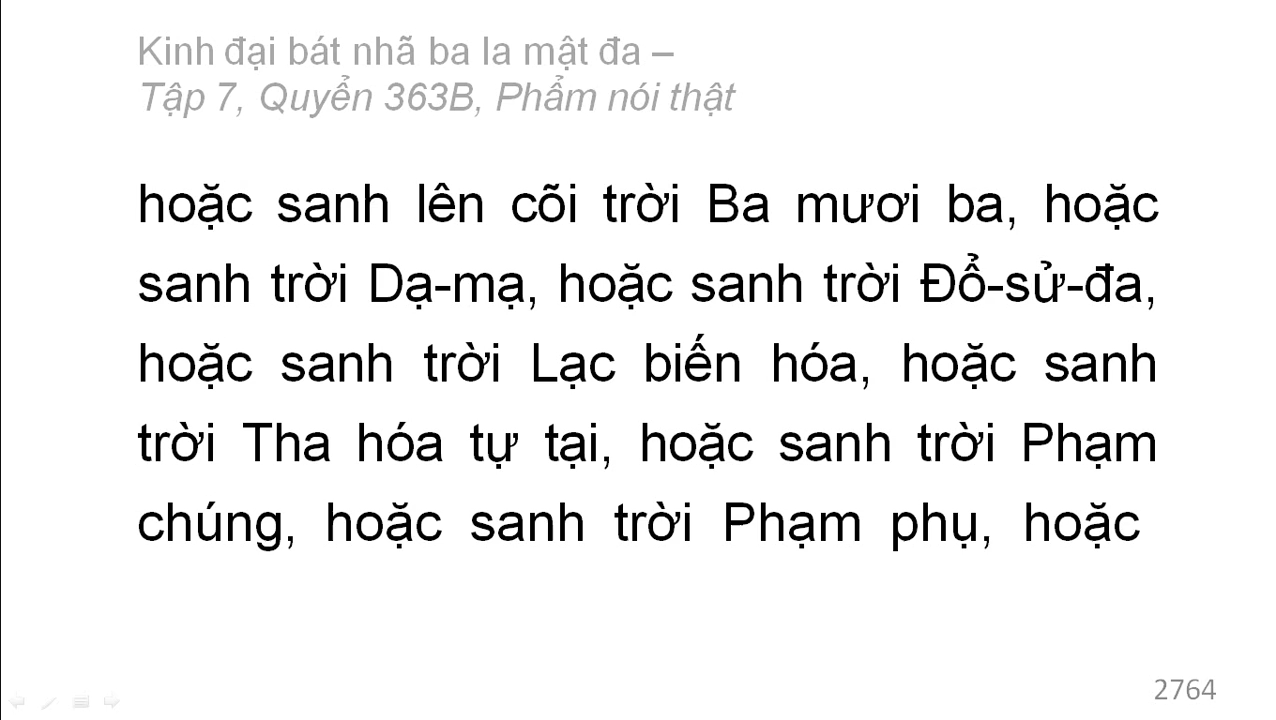 Kinh đại bát nhã ba la mật đa –
Tập 7, Quyển 363B, Phẩm nói thật
hoặc sanh lên cõi trời Ba mươi ba, hoặc
sanh trời Dạ-mạ, hoặc sanh trời Đổ-sử-đa,
hoặc sanh trời Lạc biến hóa, hoặc sanh
trời Tha hóa tự tại, hoặc sanh trời Phạm
chúng, hoặc sanh trời Phạm phụ, hoặc
2764